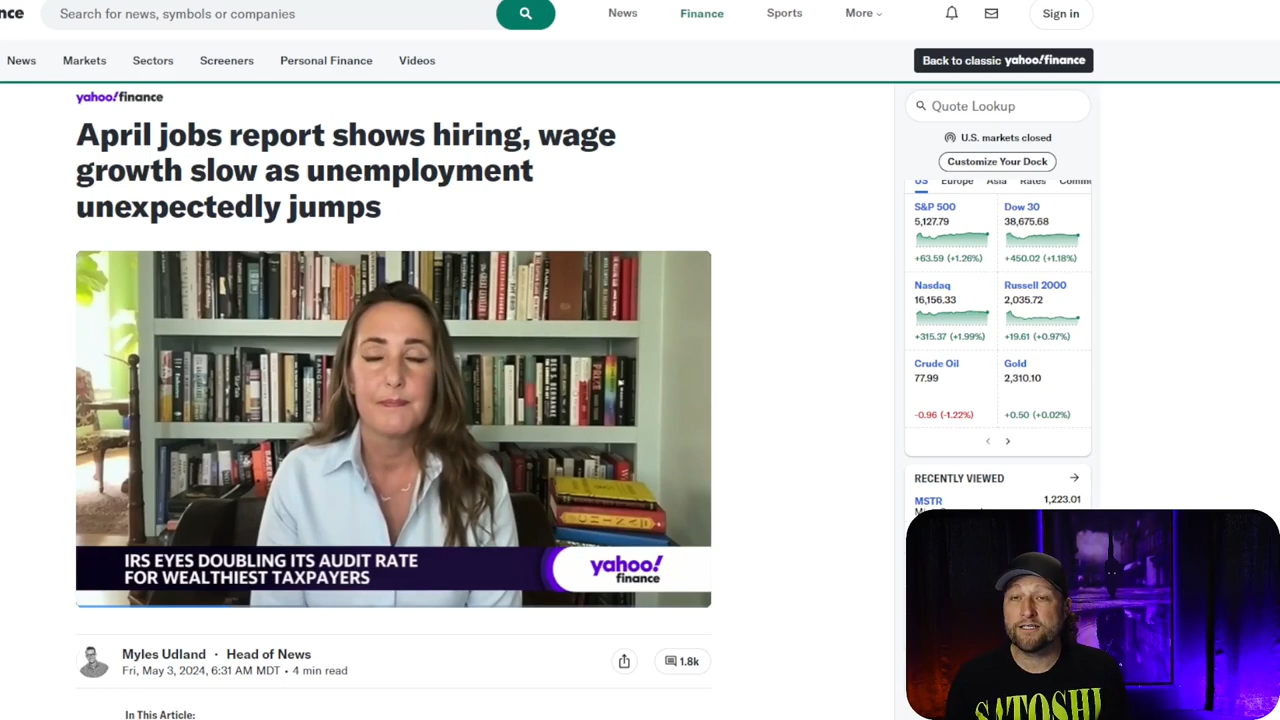 nce
Search for news, symbols or companies
News
Finance
Sports
More
Sign in
News
Markets
Sectors
Screeners
Personal Finance
Videos
Back to classic yahoo!finance
yahoo!finance
April jobs report shows hiring, wage
growth slow as unemployment
unexpectedly jumps
IRS EYES DOUBLING ITS AUDIT RATE
FOR WEALTHIEST TAXPAYERS
yahoo!
finance
Myles Udland · Head of News
Fri, May 3, 2024, 6:31 AM MDT • 4 min read
1.8k
In This Article:
Quote Lookup
U.S. markets closed
Customize Your Dock
US Europe Asia Rates Comm
S&P 500
5,127.79
+63.59 (+1.26%)
Dow 30
38,675.68
+450.02 (+1.18%)
Nasdaq
16,156.33
+315.37 (+1.99%)
Russell 2000
2,035.72
+19.61 (+0.97%)
Crude Oil
77.99
-0.96 (-1.22%)
Gold
2,310.10
+0.50 (+0.02%)
RECENTLY VIEWED
MSTR
1,223.01
SATOSHI